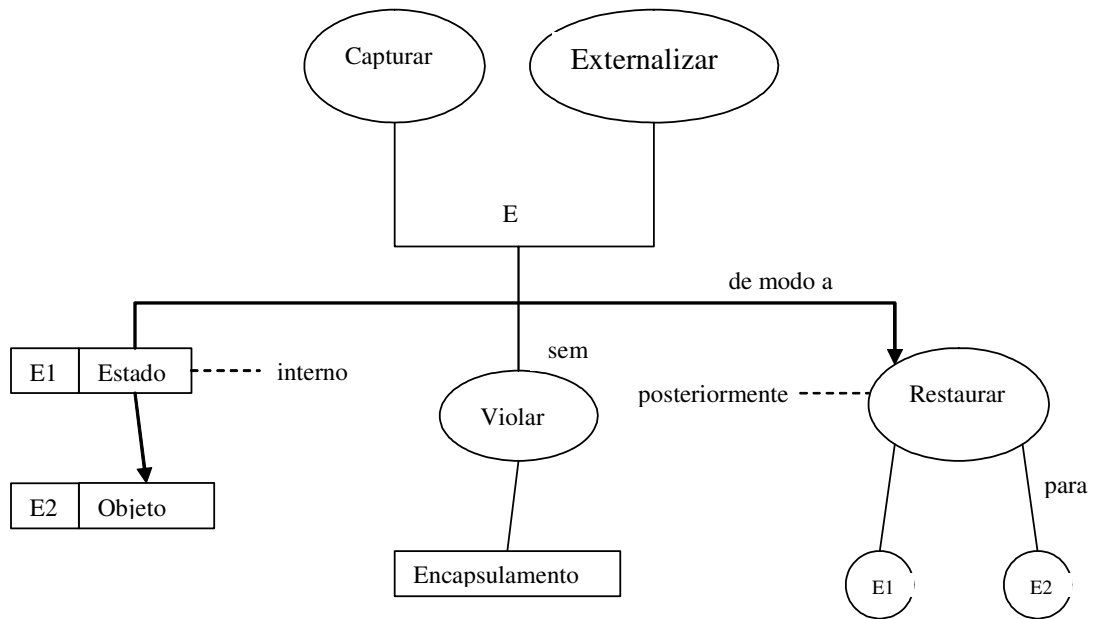 Capturar
Externalizar
E
de modo a
sem
E1 Estado
interno
posteriormente
Restaurar
Violar
para
E2 Objeto
Encapsulamento
E1
E2